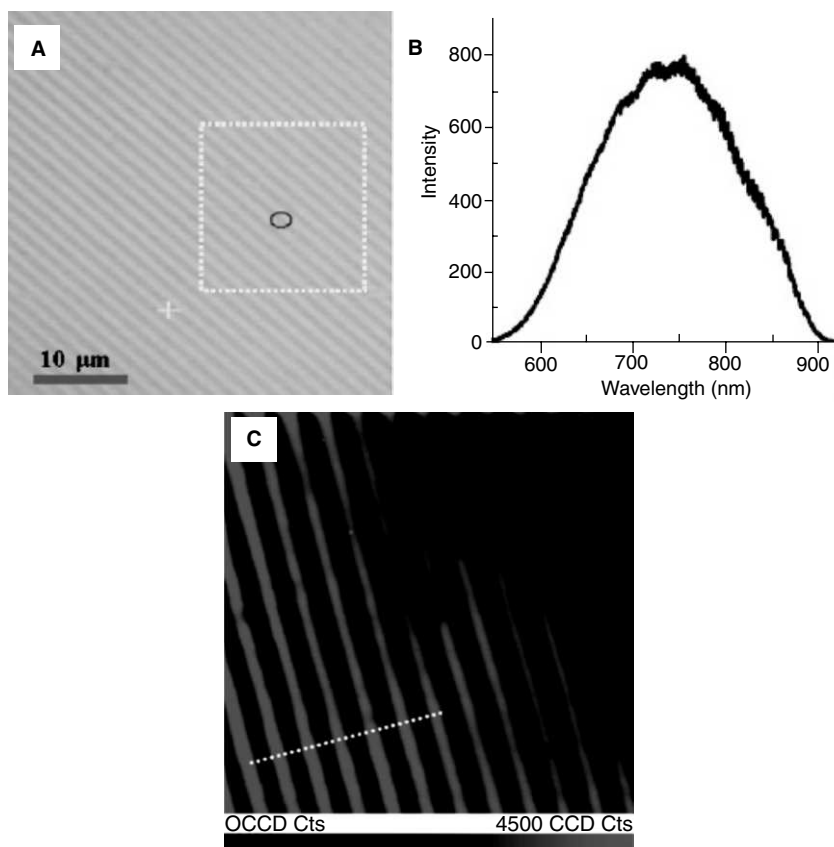 A
10 µm
B
800
600
400
200
0
Intensity
600
700
800
900
Wavelength (nm)
C
OCCD Cts
4500 CCD Cts